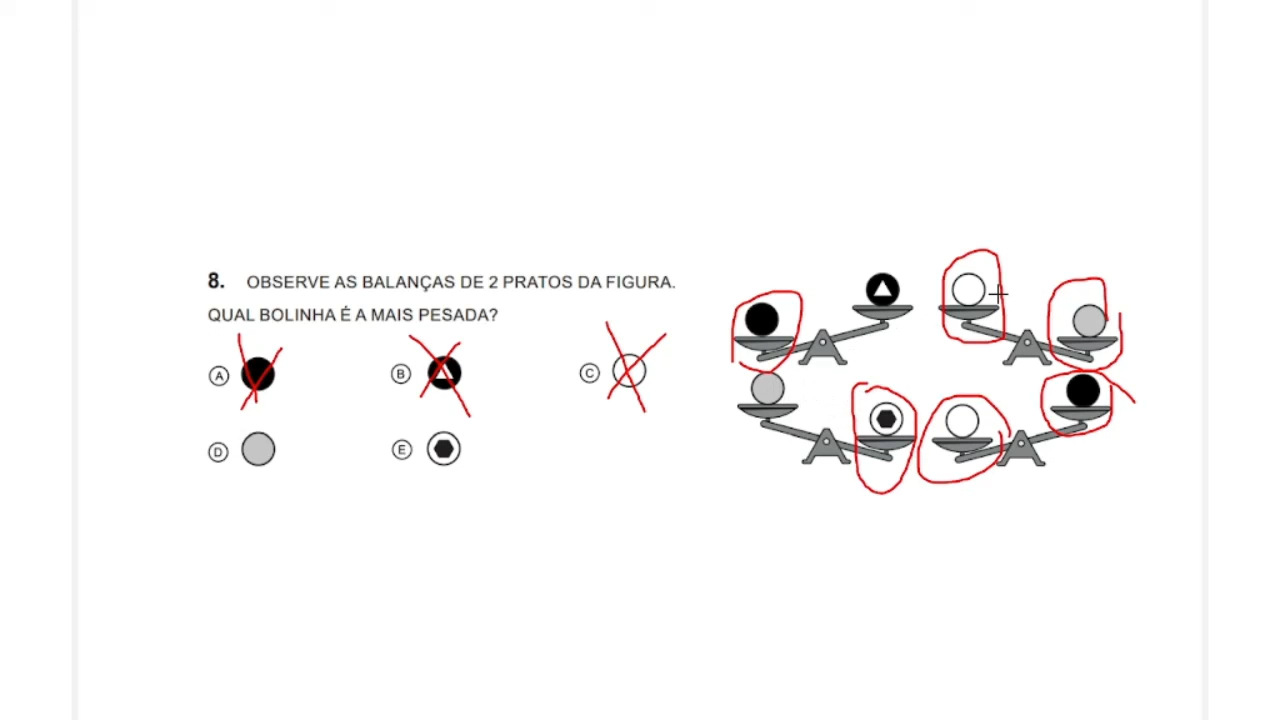 8. OBSERVE AS BALANÇAS DE 2 PRATOS DA FIGURA.
QUAL BOLINHA É A MAIS PESADA?
A B C
D E